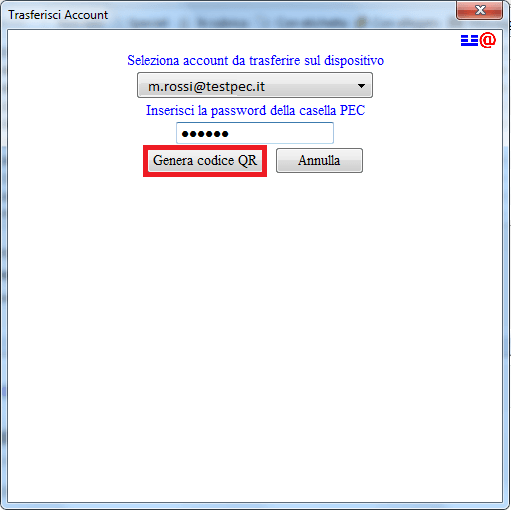 Trasferisci Account
@
Seleziona account da trasferire sul dispositivo
m.rossi@testpec.it
Inserisci la password della casella PEC
●●●●●●
Genera codice QR
Annulla